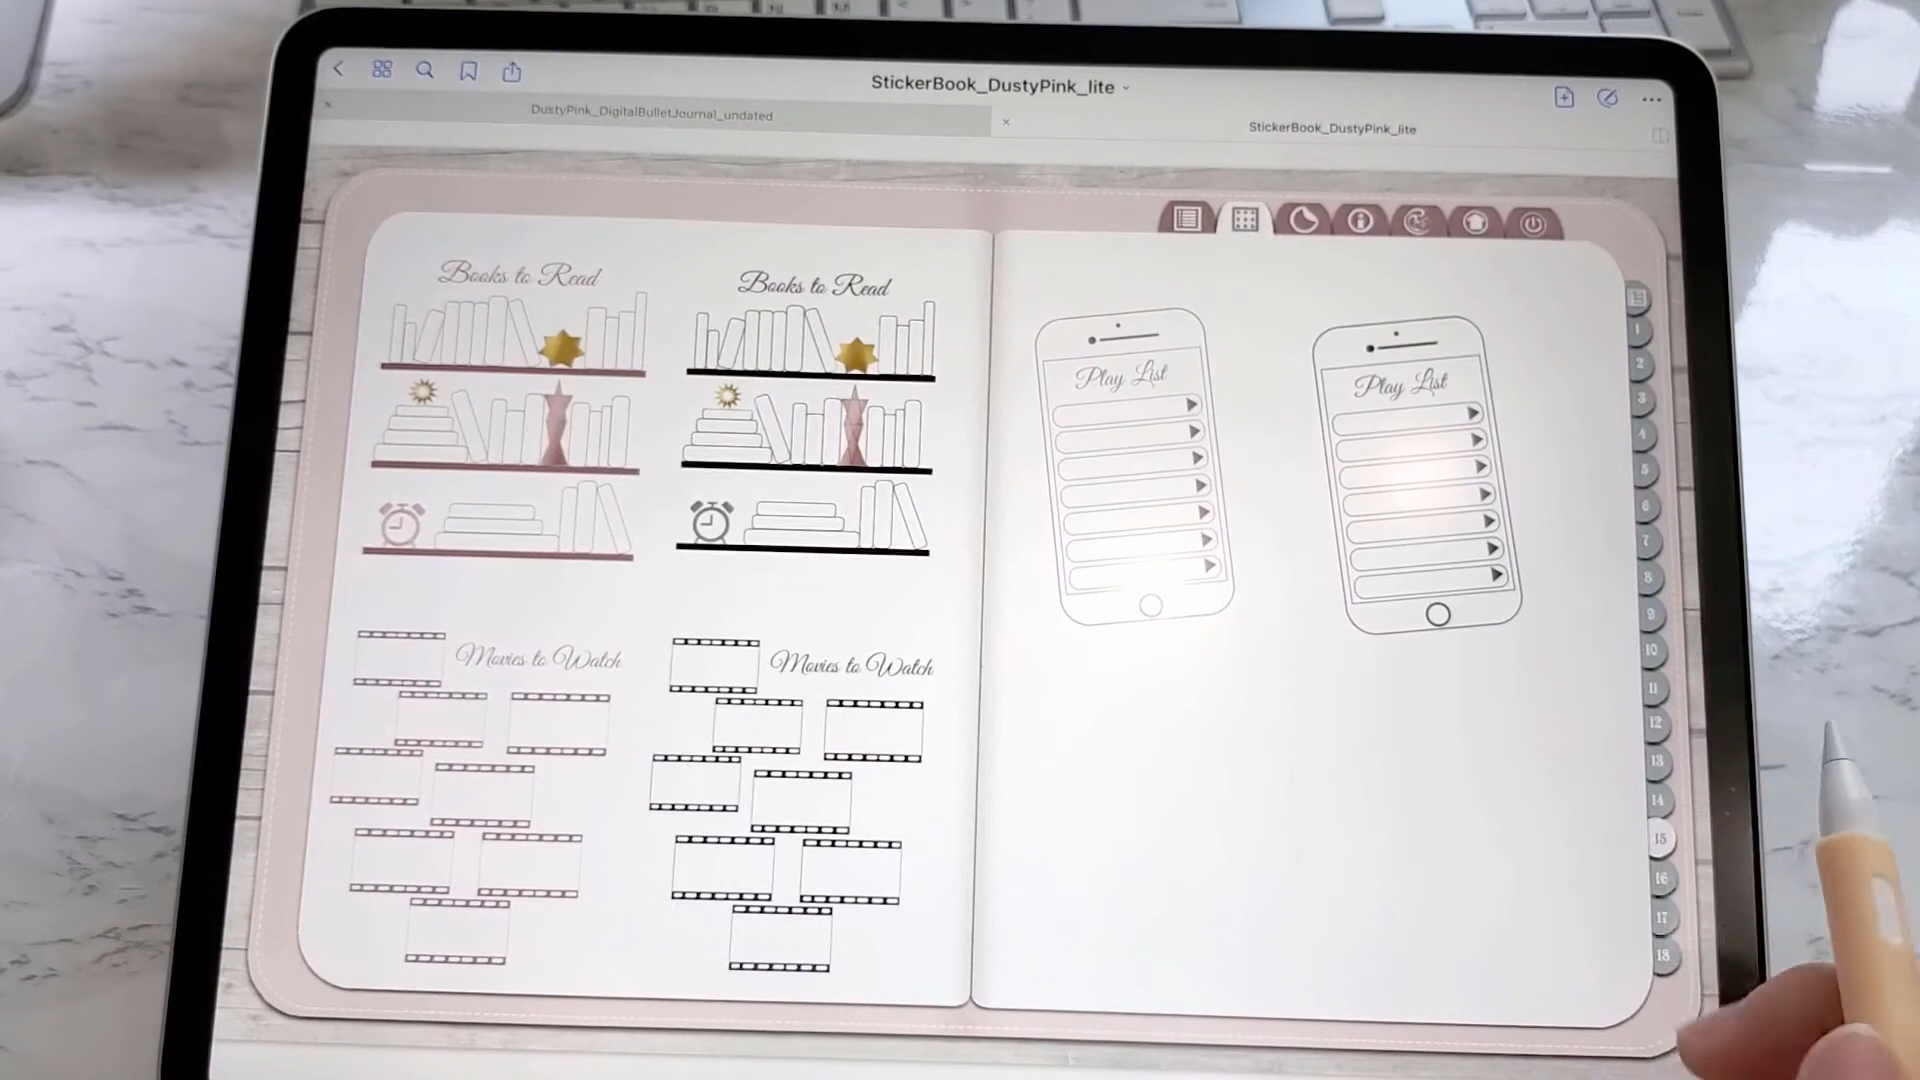 StickerBook_DustyPink_lite
DustyPink_DigitalBulletJournal_undated
StickerBook_DustyPink_lite
Books to Read
Books to Read
Play List
Play List
Movies to Watch
Movies to Watch
1
2
3
4
5
6
7
8
9
10
11
12
13
14
15
16
17
18